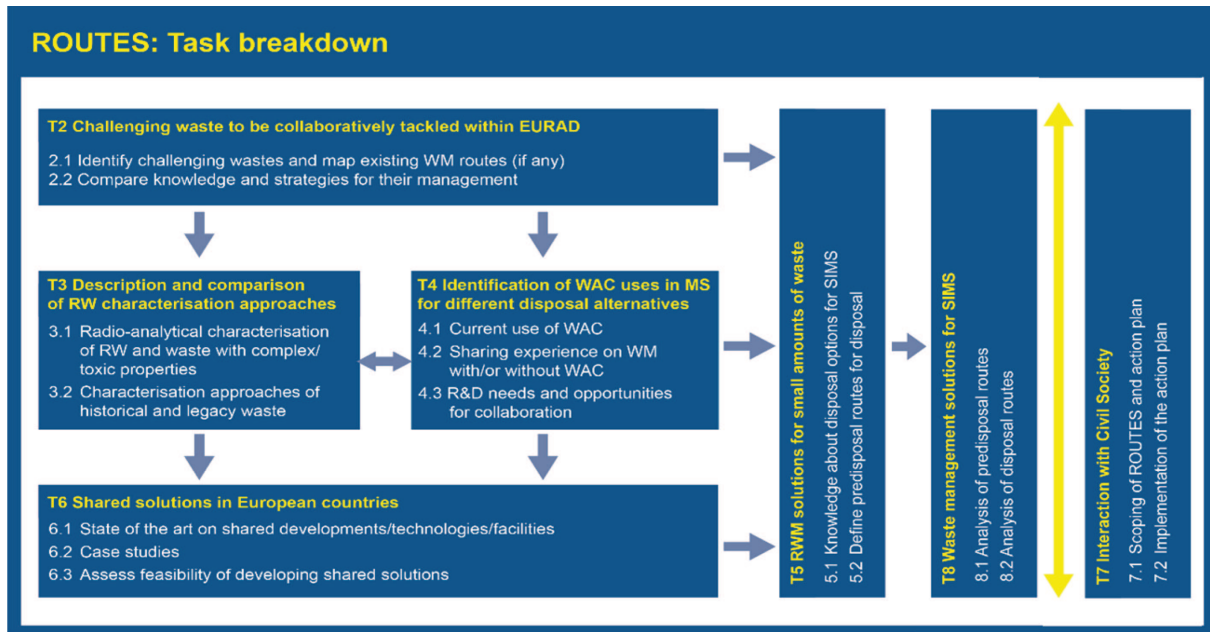 ROUTES: Task breakdown
T2 Challenging waste to be collaboratively tackled within EURAD
2.1 Identify challenging wastes and map existing WM routes (if any)
2.2 Compare knowledge and strategies for their management
T3 Description and comparison
of RW characterisation approaches
3.1 Radio-analytical characterisation
of RW and waste with complex/
toxic properties
3.2 Characterisation approaches of
historical and legacy waste
T4 Identification of WAC uses in MS
for different disposal alternatives
4.1 Current use of WAC
4.2 Sharing experience on WM
with/or without WAC
4.3 R&D needs and opportunities
for collaboration
T6 Shared solutions in European countries
6.1 State of the art on shared developments/technologies/facilities
6.2 Case studies
6.3 Assess feasibility of developing shared solutions
T5 RWM solutions for small amounts of waste
5.1 Knowledge about disposal options for SIMS
5.2 Define predisposal routes for disposal
T8 Waste management solutions for SIMS
8.1 Analysis of predisposal routes
8.2 Analysis of disposal routes
T7 Interaction with Civil Society
7.1 Scoping of ROUTES and action plan
7.2 Implementation of the action plan